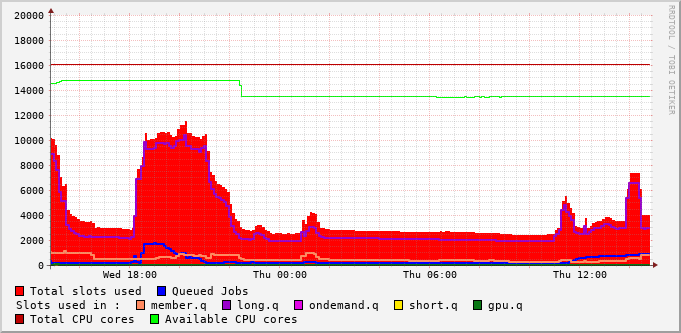 RRDTOOL / TOBI OETIKER
20000
18000
16000
14000
12000
10000
8000
6000
4000
2000
0
Wed 18:00 Thu 00:00 Thu 06:00 Thu 12:00
Total slots used Queued Jobs
Slots used in : member.q long.q ondemand.q short.q gpu.q
Total CPU cores Available CPU cores